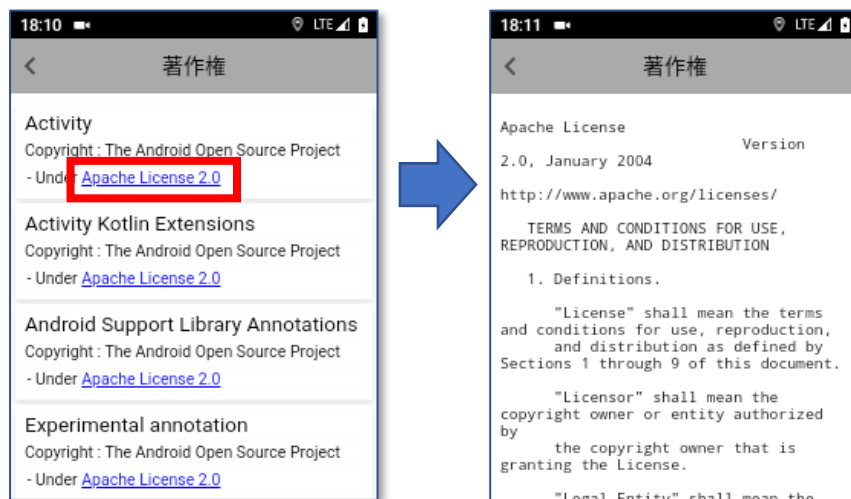 18:10
LTE
著作権
Activity
Copyright : The Android Open Source Project
- Under Apache License 2.0
Activity Kotlin Extensions
Copyright : The Android Open Source Project
- Under Apache License 2.0
Android Support Library Annotations
Copyright : The Android Open Source Project
- Under Apache License 2.0
Experimental annotation
Copyright : The Android Open Source Project
- Under Apache License 2.0
18:11
LTE
著作権
Apache License
Version
2.0, January 2004
http://www.apache.org/licenses/
TERMS AND CONDITIONS FOR USE,
REPRODUCTION, AND DISTRIBUTION
1. Definitions.
"License" shall mean the terms
and conditions for use, reproduction,
and distribution as defined by
Sections 1 through 9 of this document.
"Licensor" shall mean the
copyright owner or entity authorized
by
the copyright owner that is
granting the License.
"Legal Entity" shall mean the